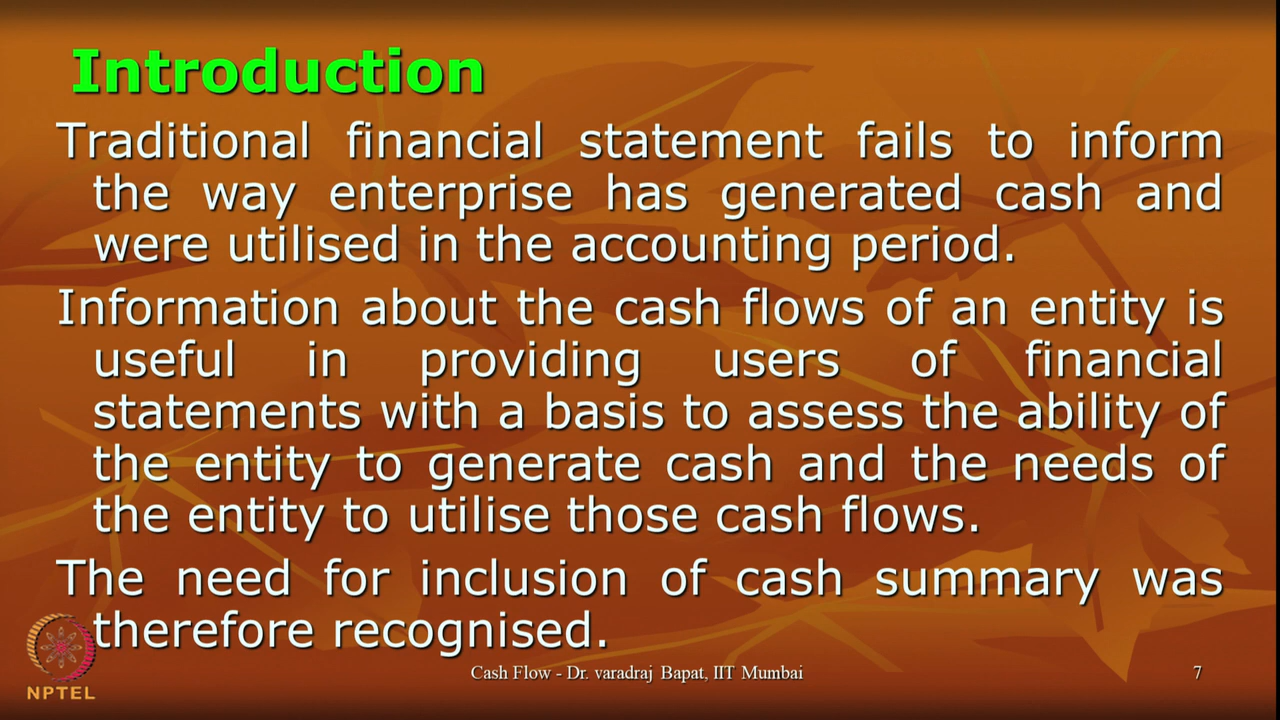 Introduction
Traditional financial statement fails to inform
the way enterprise has generated cash and
were utilised in the accounting period.
Information about the cash flows of an entity is
useful in providing users of financial
statements with a basis to assess the ability of
the entity to generate cash and the needs of
the entity to utilise those cash flows.
The need for inclusion of cash summary was
therefore recognised.
Cash Flow - Dr. varadraj Bapat, IIT Mumbai
7
NPTEL